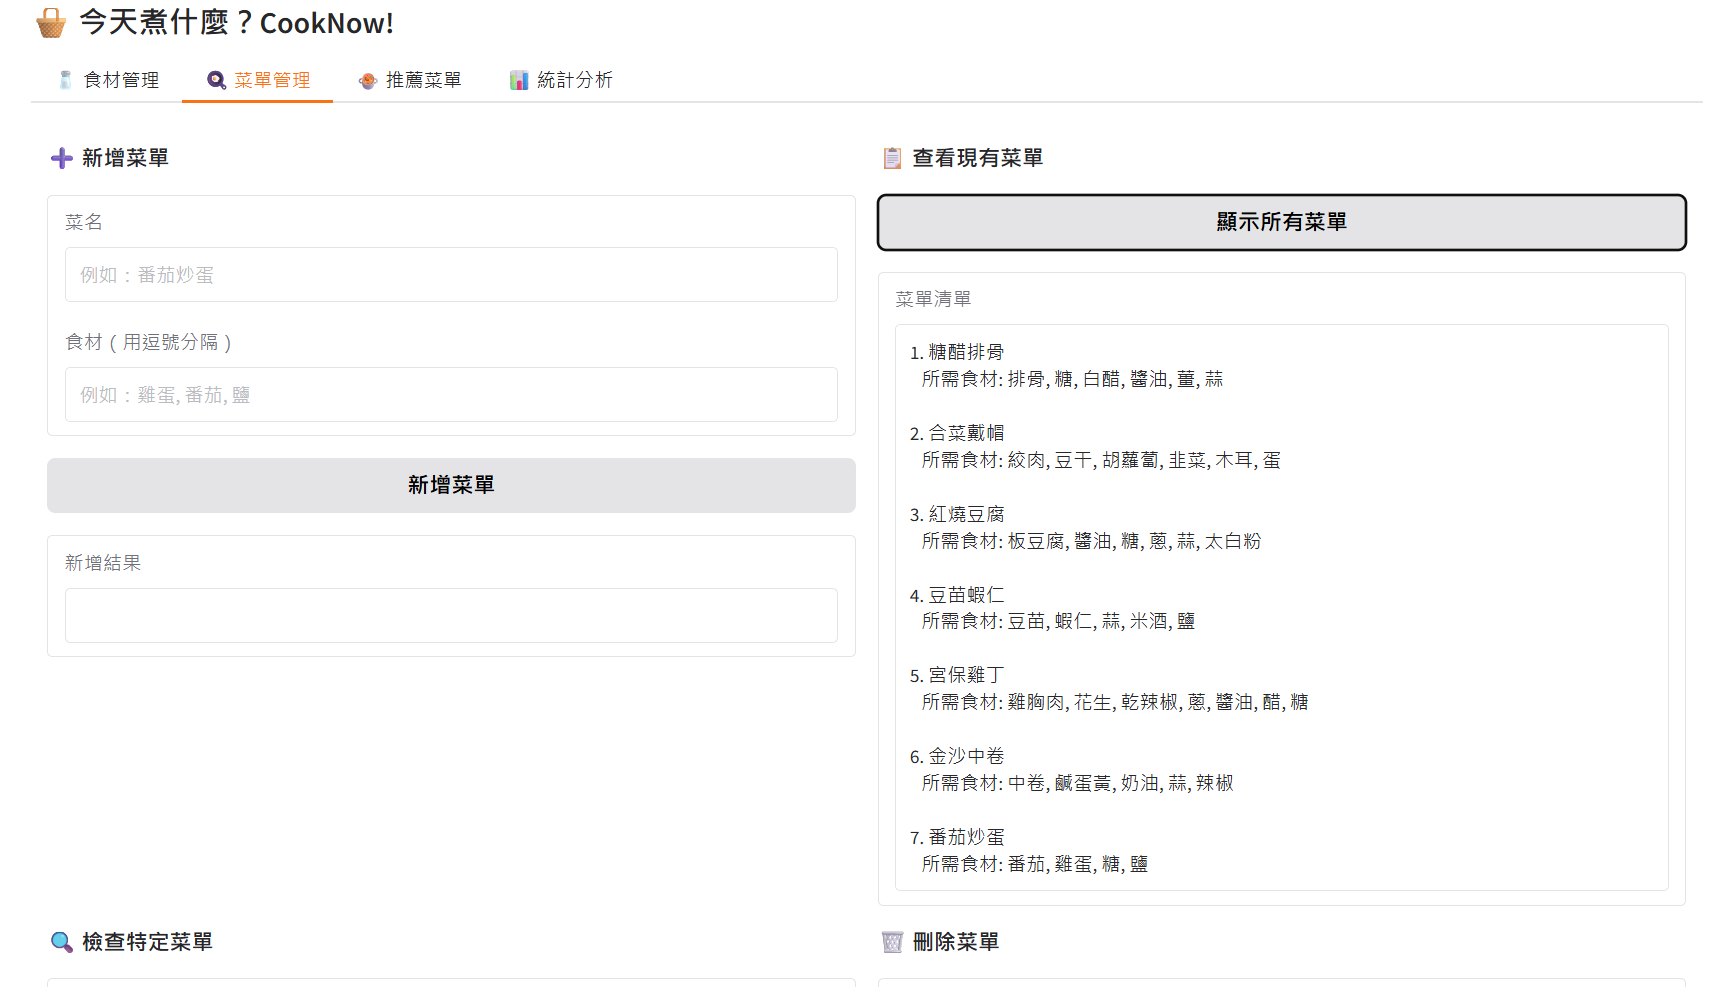 今天煮什麼？CookNow!
食材管理
菜單管理
推薦菜單
統計分析
新增菜單
菜名
例如：番茄炒蛋
食材（用逗號分隔）
例如：雞蛋, 番茄, 鹽
新增菜單
新增結果
查看現有菜單
顯示所有菜單
菜單清單
1. 糖醋排骨
所需食材: 排骨, 糖, 白醋, 醬油, 薑, 蒜
2. 合菜戴帽
所需食材: 絞肉, 豆干, 胡蘿蔔, 韭菜, 木耳, 蛋
3. 紅燒豆腐
所需食材: 板豆腐, 醬油, 糖, 蔥, 蒜, 太白粉
4. 豆苗蝦仁
所需食材: 豆苗, 蝦仁, 蒜, 米酒, 鹽
5. 宮保雞丁
所需食材: 雞胸肉, 花生, 乾辣椒, 蔥, 醬油, 醋, 糖
6. 金沙中卷
所需食材: 中卷, 鹹蛋黃, 奶油, 蒜, 辣椒
7. 番茄炒蛋
所需食材: 番茄, 雞蛋, 糖, 鹽
檢查特定菜單
刪除菜單